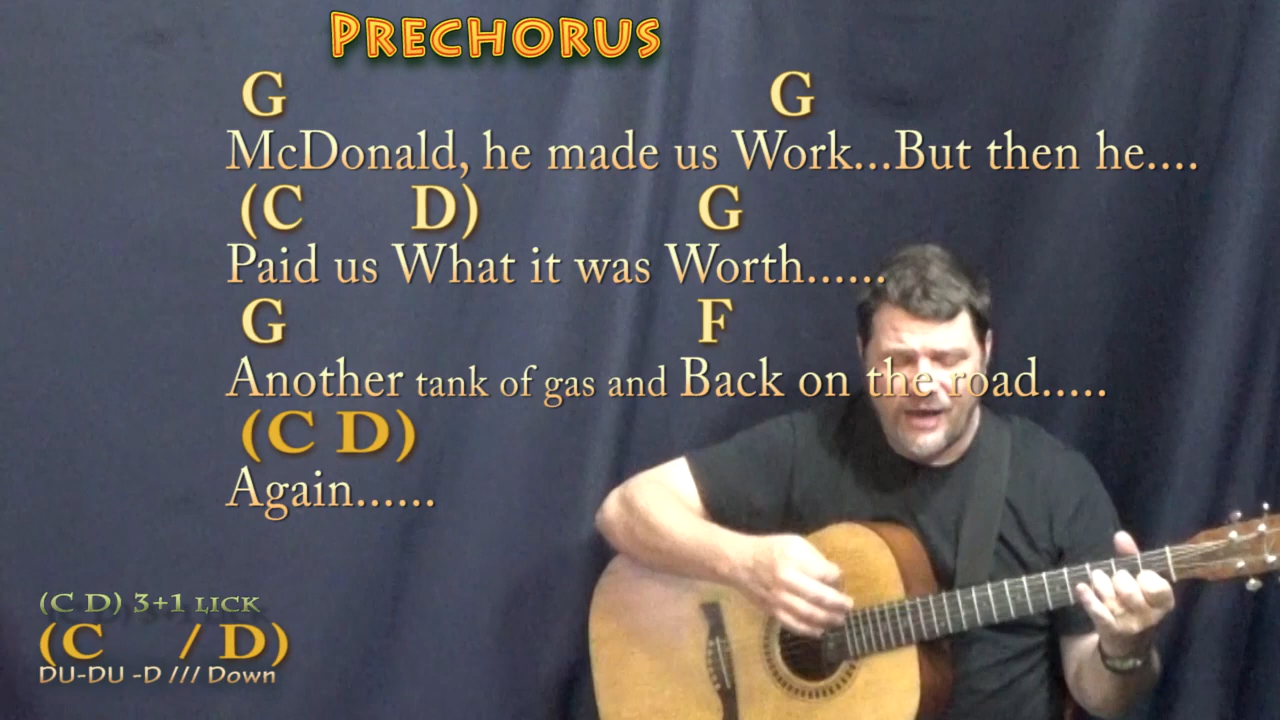 PRECHORUS
G G
McDonald, he made us Work...But then he....
(C D) G
Paid us What it was Worth......
G F
Another tank of gas and Back on the road.....
(C D)
Again......
(C D) 3+1 LICK
(C / D)
DU-DU -D /// Down